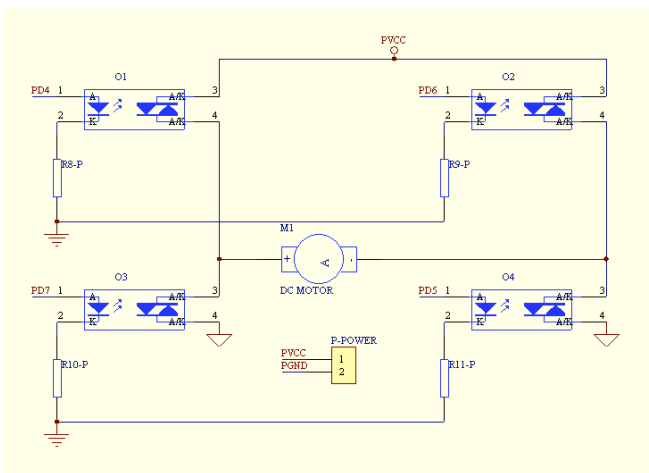 PVCC
O1
O2
PD4 1 A A/K 3
PD6 1 A A/K 3
2 K A/K 4
2 K A/K 4
R8-P
R9-P
M1
+ A -
DC MOTOR
O3
O4
PD7 1 A A/K 3
PD5 1 A A/K 3
2 K A/K 4
2 K A/K 4
P-POWER
PVCC 1
PGND 2
R10-P
R11-P